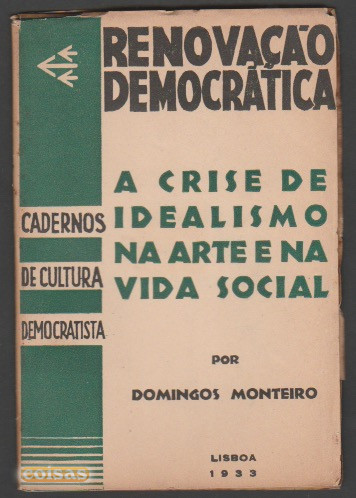 RENOVAÇÃO
DEMOCRÁTICA
A CRISE DE
IDEALISMO
NA ARTE E NA
VIDA SOCIAL
CADERNOS
DE CULTURA
DEMOCRATISTA
POR
DOMINGOS MONTEIRO
LISBOA
1933
coisas